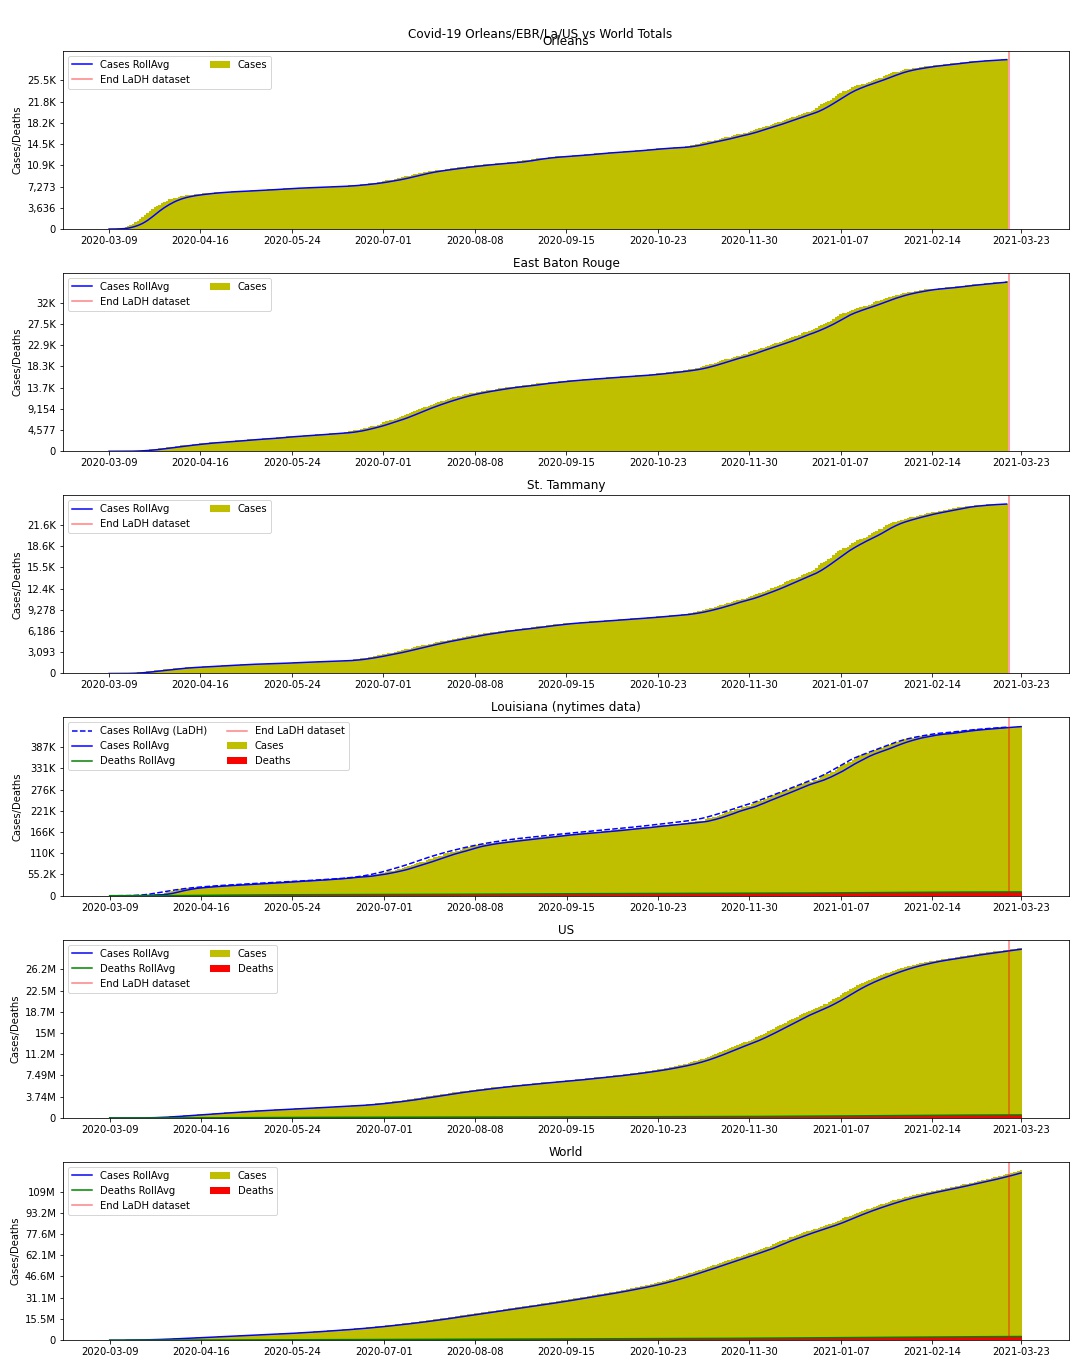 Covid-19 Orleans/EBR/La/US vs World Totals
Orleans
Cases RollAvg
End LaDH dataset
Cases
Cases/Deaths
25.5K
21.8K
18.2K
14.5K
10.9K
7,273
3,636
0
2020-03-09 2020-04-16 2020-05-24 2020-07-01 2020-08-08 2020-09-15 2020-10-23 2020-11-30 2021-01-07 2021-02-14 2021-03-23
East Baton Rouge
Cases RollAvg
End LaDH dataset
Cases
Cases/Deaths
32K
27.5K
22.9K
18.3K
13.7K
9,154
4,577
0
2020-03-09 2020-04-16 2020-05-24 2020-07-01 2020-08-08 2020-09-15 2020-10-23 2020-11-30 2021-01-07 2021-02-14 2021-03-23
St. Tammany
Cases RollAvg
End LaDH dataset
Cases
Cases/Deaths
21.6K
18.6K
15.5K
12.4K
9,278
6,186
3,093
0
2020-03-09 2020-04-16 2020-05-24 2020-07-01 2020-08-08 2020-09-15 2020-10-23 2020-11-30 2021-01-07 2021-02-14 2021-03-23
Louisiana (nytimes data)
Cases RollAvg (LaDH)
Cases RollAvg
Deaths RollAvg
End LaDH dataset
Cases
Deaths
Cases/Deaths
387K
331K
276K
221K
166K
110K
55.2K
0
2020-03-09 2020-04-16 2020-05-24 2020-07-01 2020-08-08 2020-09-15 2020-10-23 2020-11-30 2021-01-07 2021-02-14 2021-03-23
US
Cases RollAvg
Deaths RollAvg
End LaDH dataset
Cases
Deaths
Cases/Deaths
26.2M
22.5M
18.7M
15M
11.2M
7.49M
3.74M
0
2020-03-09 2020-04-16 2020-05-24 2020-07-01 2020-08-08 2020-09-15 2020-10-23 2020-11-30 2021-01-07 2021-02-14 2021-03-23
World
Cases RollAvg
Deaths RollAvg
End LaDH dataset
Cases
Deaths
Cases/Deaths
109M
93.2M
77.6M
62.1M
46.6M
31.1M
15.5M
0
2020-03-09 2020-04-16 2020-05-24 2020-07-01 2020-08-08 2020-09-15 2020-10-23 2020-11-30 2021-01-07 2021-02-14 2021-03-23